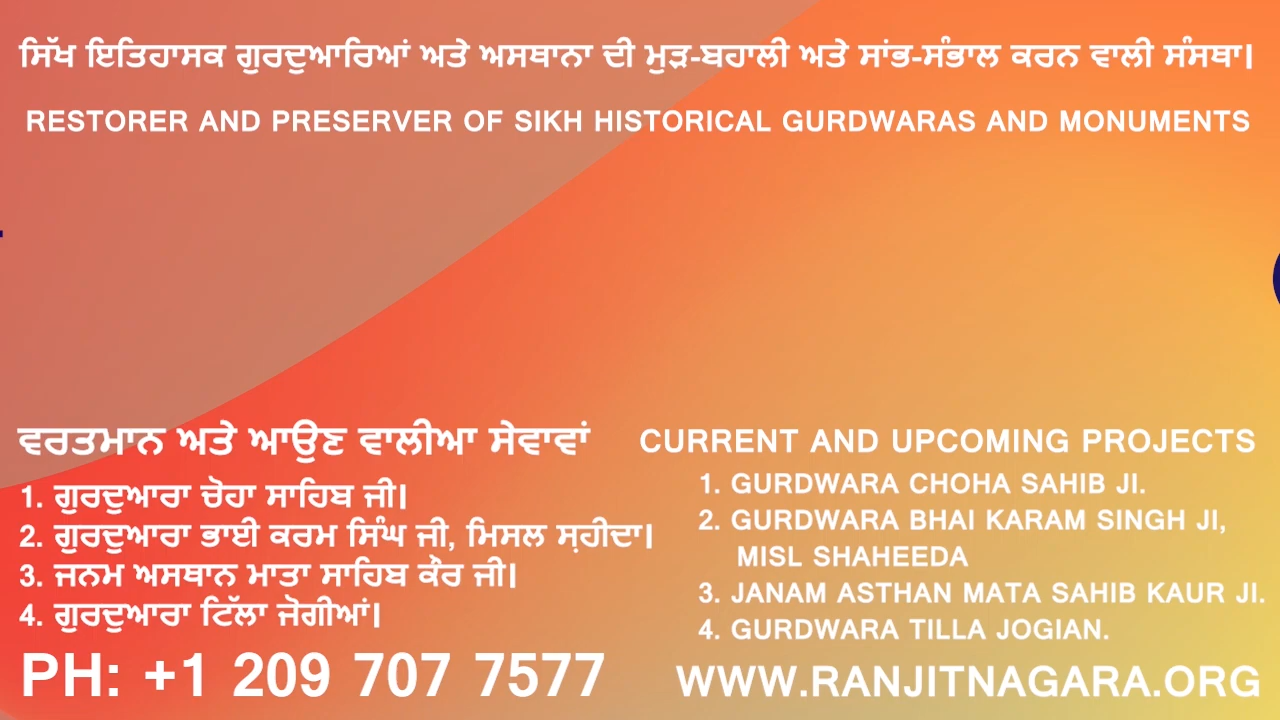 ਸਿੱਖ ਇਤਿਹਾਸਕ ਗੁਰਦੁਆਰਿਆਂ ਅਤੇ ਅਸਥਾਨਾ ਦੀ ਮੁੜ-ਬਹਾਲੀ ਅਤੇ ਸਾਂਭ-ਸੰਭਾਲ ਕਰਨ ਵਾਲੀ ਸੰਸਥਾ।
RESTORER AND PRESERVER OF SIKH HISTORICAL GURDWARAS AND MONUMENTS
ਵਰਤਮਾਨ ਅਤੇ ਆਉਣ ਵਾਲੀਆ ਸੇਵਾਵਾਂ
1. ਗੁਰਦੁਆਰਾ ਚੋਹਾ ਸਾਹਿਬ ਜੀ।
2. ਗੁਰਦੁਆਰਾ ਭਾਈ ਕਰਮ ਸਿੰਘ ਜੀ, ਮਿਸਲ ਸ਼ਹੀਦਾ।
3. ਜਨਮ ਅਸਥਾਨ ਮਾਤਾ ਸਾਹਿਬ ਕੌਰ ਜੀ।
4. ਗੁਰਦੁਆਰਾ ਟਿੱਲਾ ਜੋਗੀਆਂ।
PH: +1 209 707 7577
CURRENT AND UPCOMING PROJECTS
1. GURDWARA CHOHA SAHIB JI.
2. GURDWARA BHAI KARAM SINGH JI,
MISL SHAHEEDA
3. JANAM ASTHAN MATA SAHIB KAUR JI.
4. GURDWARA TILLA JOGIAN.
WWW.RANJITNAGARA.ORG